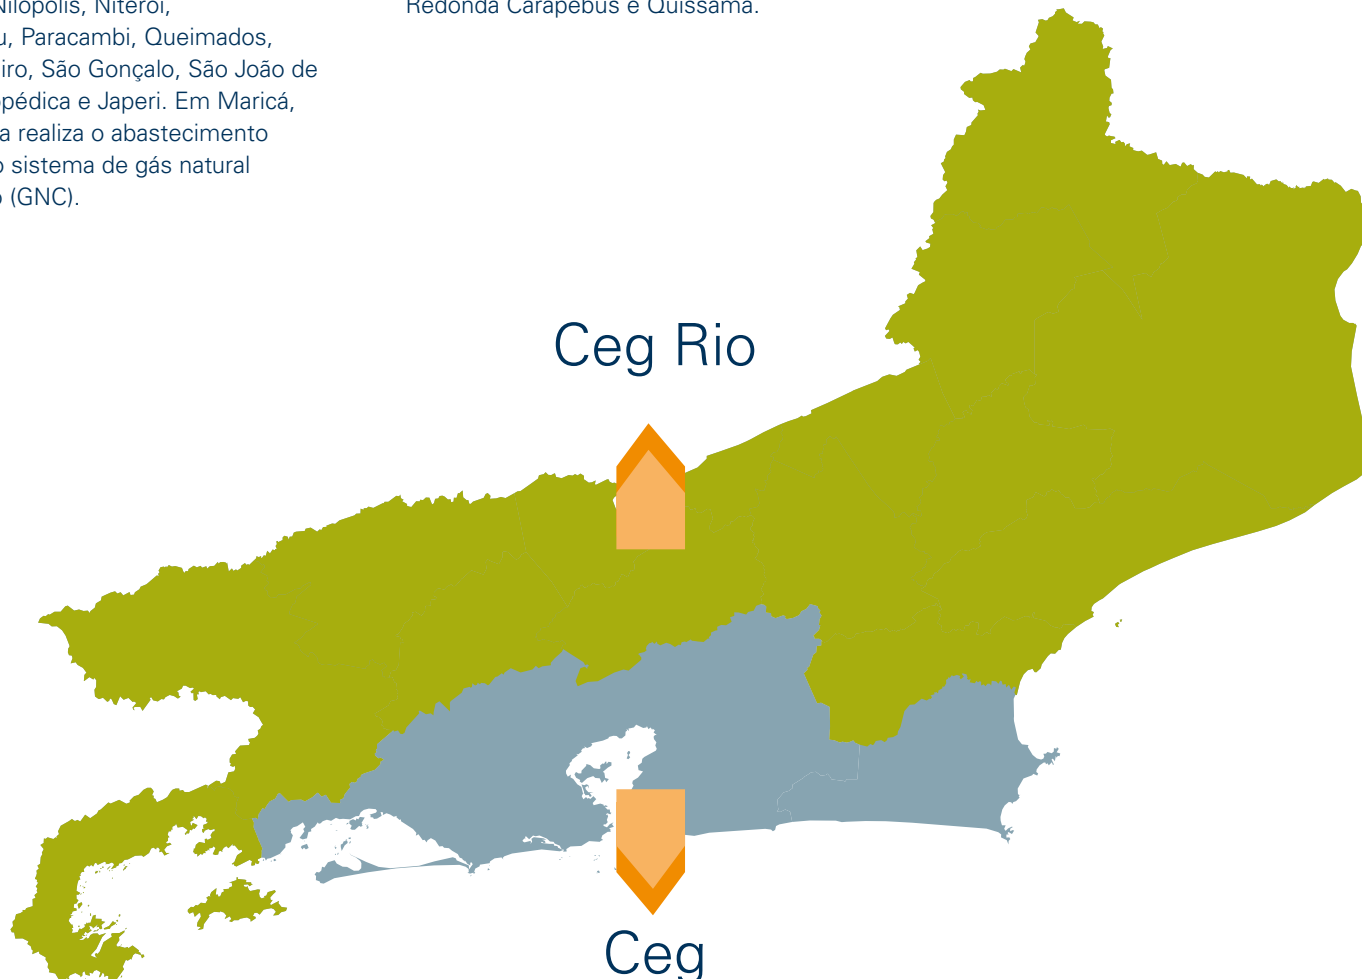 Nilópolis, Niterói,
u, Paracambi, Queimados,
iro, São Gonçalo, São João de
pédica e Japeri. Em Maricá,
a realiza o abastecimento
o sistema de gás natural
o (GNC).
Redonda Carapebus e Quissamã.
Ceg Rio
Ceg